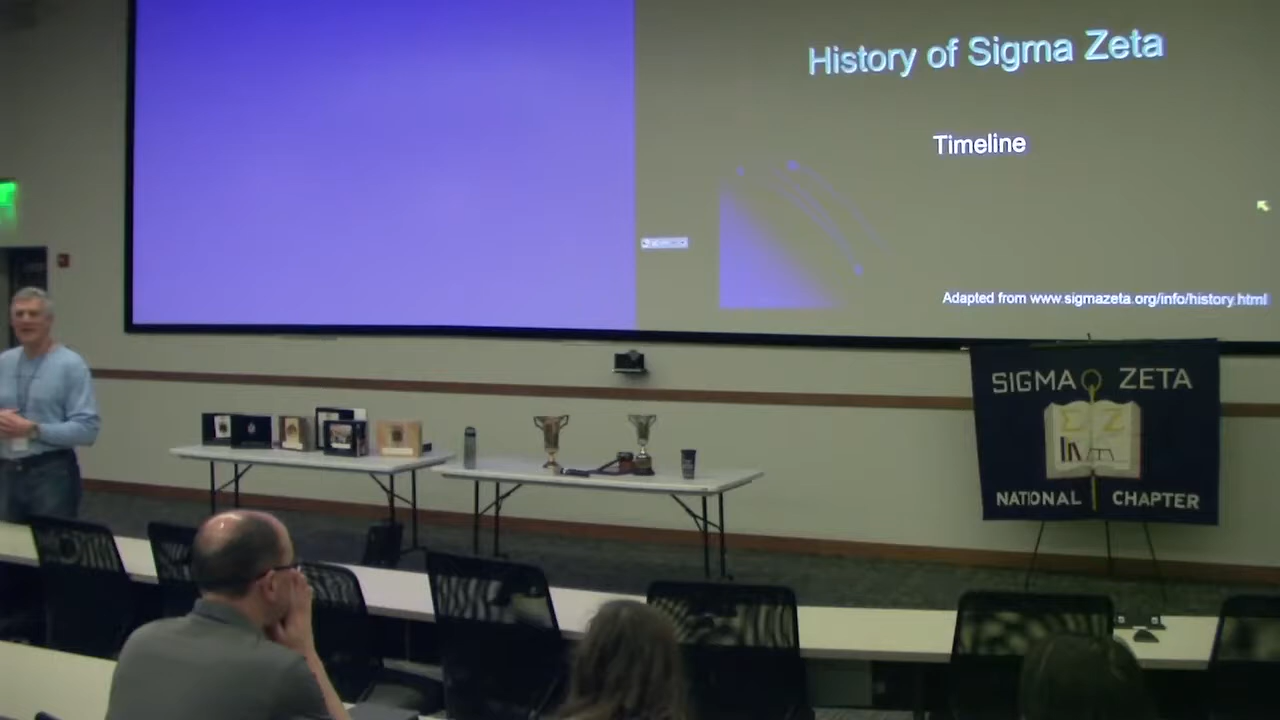 History of Sigma Zeta
Timeline
Adapted from www.sigmazeta.org/info/history.html
SIGMA ZETA
Σ Ζ
NATIONAL CHAPTER